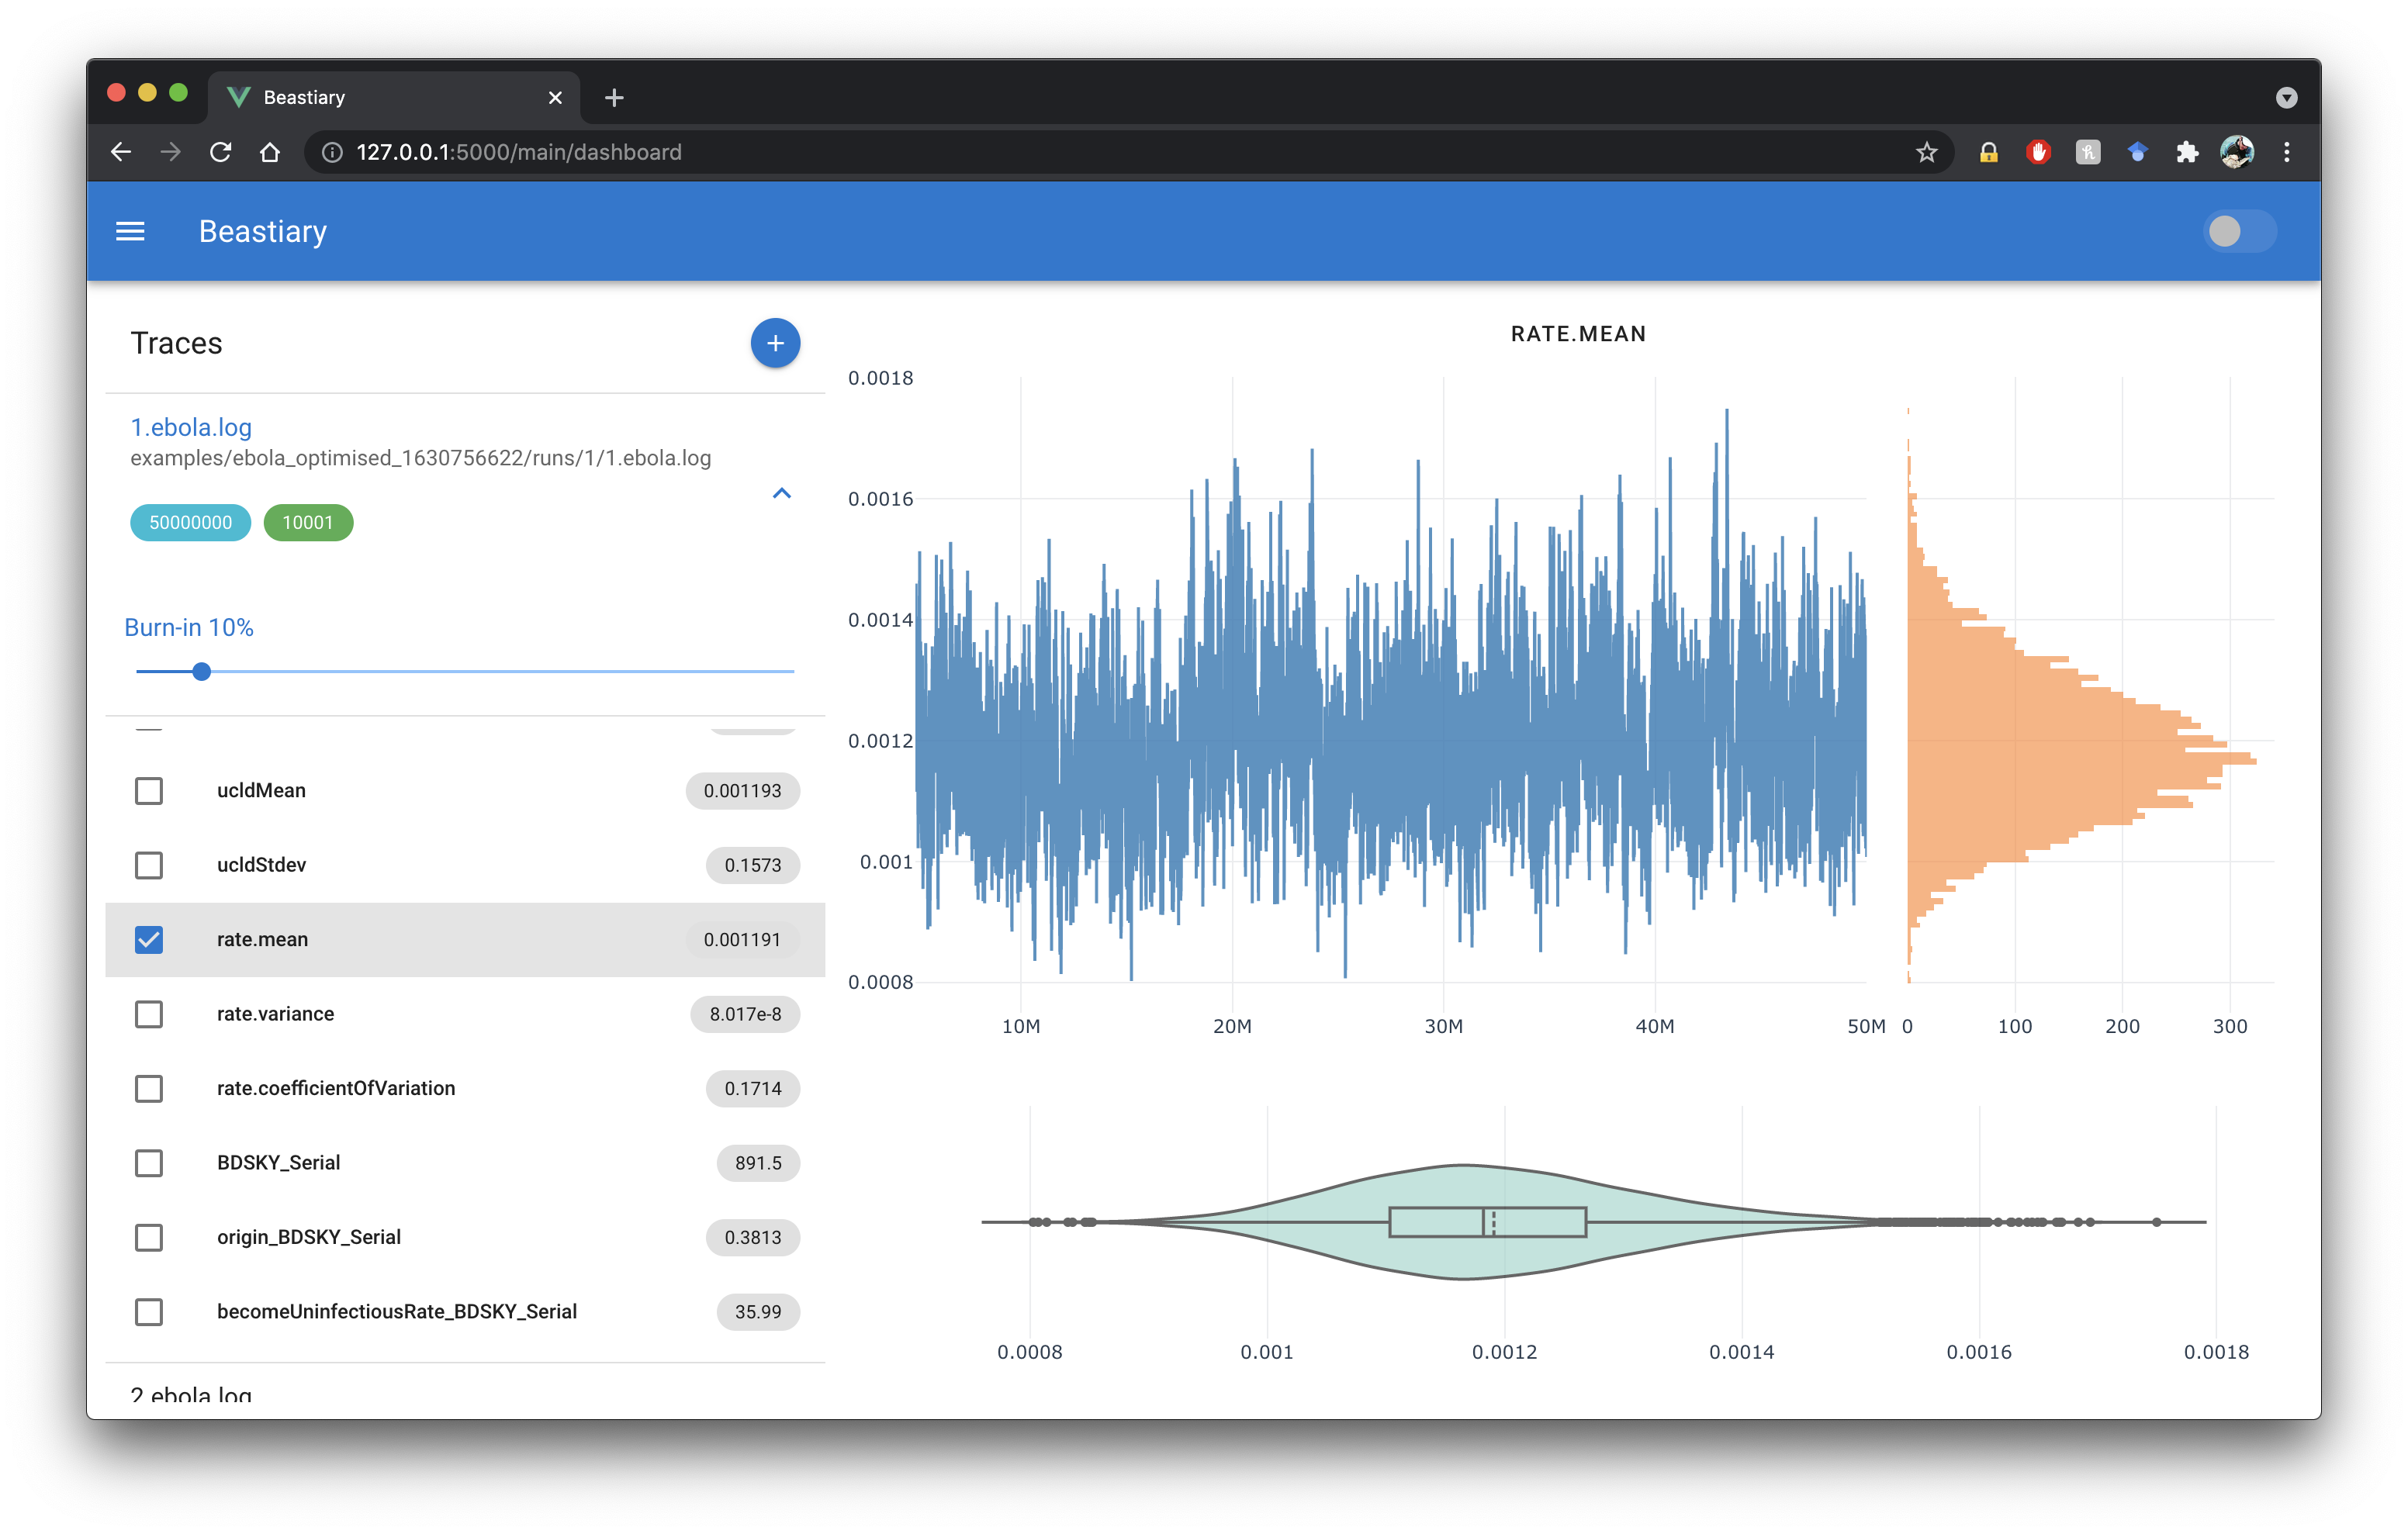 Beastiary
127.0.0.1:5000/main/dashboard
Beastiary
Traces
1.ebola.log
examples/ebola_optimised_1630756622/runs/1/1.ebola.log
50000000 10001
Burn-in 10%
ucldMean 0.001193
ucldStdev 0.1573
rate.mean 0.001191
rate.variance 8.017e-8
rate.coefficientOfVariation 0.1714
BDSKY_Serial 891.5
origin_BDSKY_Serial 0.3813
becomeUninfectiousRate_BDSKY_Serial 35.99
2.ebola.log
RATE.MEAN
0.0018
0.0016
0.0014
0.0012
0.001
0.0008
10M 20M 30M 40M 50M 0 100 200 300
0.0008 0.001 0.0012 0.0014 0.0016 0.0018